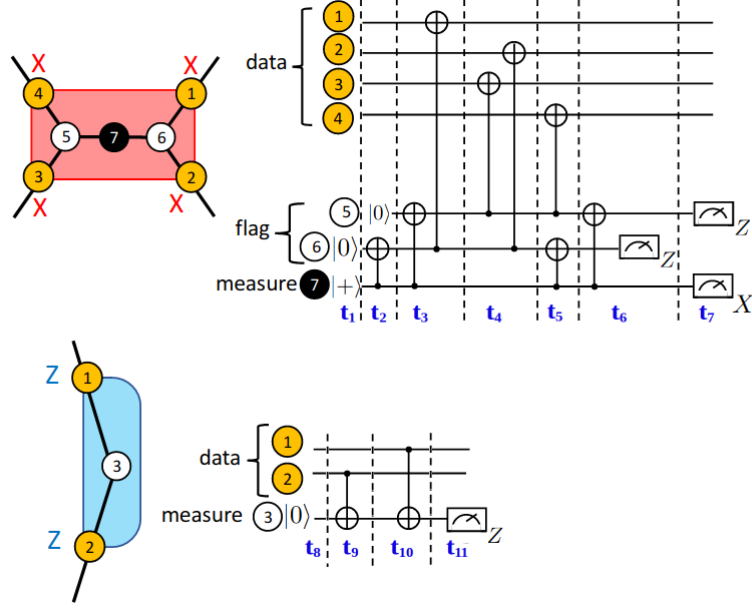 X X
4 1
5 7 6
3 2
X X
data
1
2
3
4
flag
5 |0⟩
6 |0⟩
measure 7 |+⟩
Z
Z
X
t₁ t₂ t₃ t₄ t₅ t₆ t₇
Z 1
3
Z 2
data
1
2
measure 3 |0⟩
Z
t₈ t₉ t₁₀ t₁₁